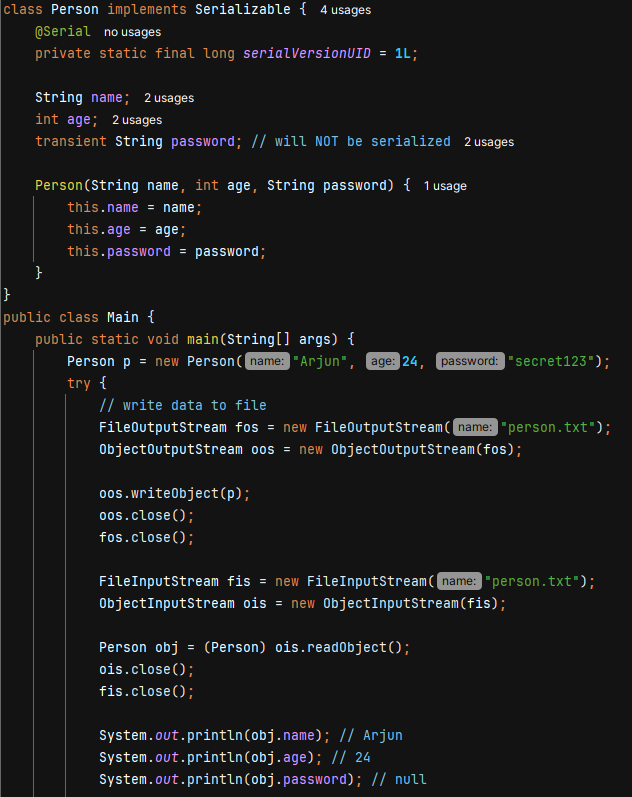 class Person implements Serializable { 4 usages
@Serial no usages
private static final long serialVersionUID = 1L;
String name; 2 usages
int age; 2 usages
transient String password; // will NOT be serialized 2 usages
Person(String name, int age, String password) { 1 usage
this.name = name;
this.age = age;
this.password = password;
}
}
public class Main {
public static void main(String[] args) {
Person p = new Person( name: "Arjun", age: 24, password: "secret123");
try {
// write data to file
FileOutputStream fos = new FileOutputStream( name: "person.txt");
ObjectOutputStream oos = new ObjectOutputStream(fos);
oos.writeObject(p);
oos.close();
fos.close();
FileInputStream fis = new FileInputStream( name: "person.txt");
ObjectInputStream ois = new ObjectInputStream(fis);
Person obj = (Person) ois.readObject();
ois.close();
fis.close();
System.out.println(obj.name); // Arjun
System.out.println(obj.age); // 24
System.out.println(obj.password); // null